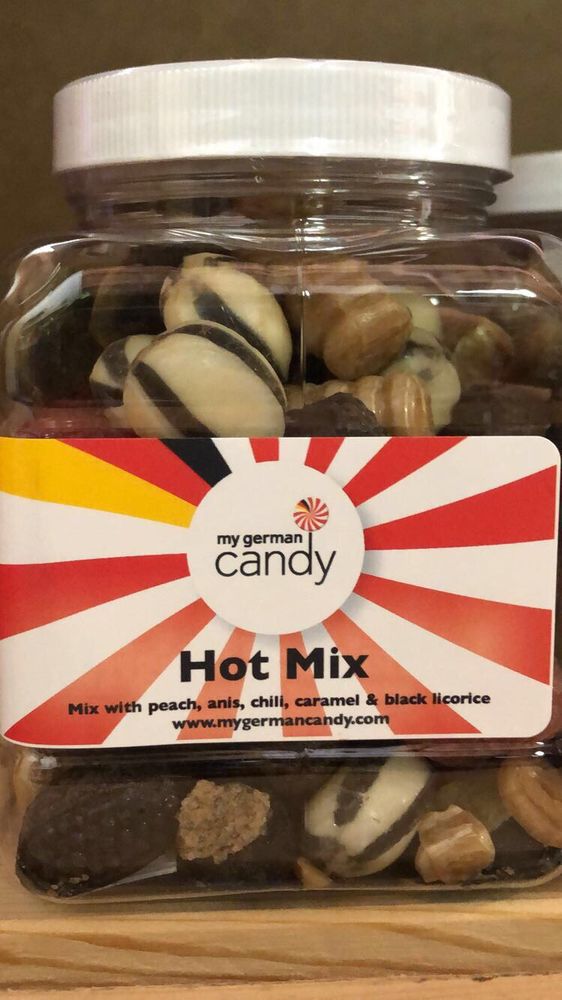 my german
candy
Hot Mix
Mix with peach, anis, chili, caramel & black licorice
www.mygermancandy.com